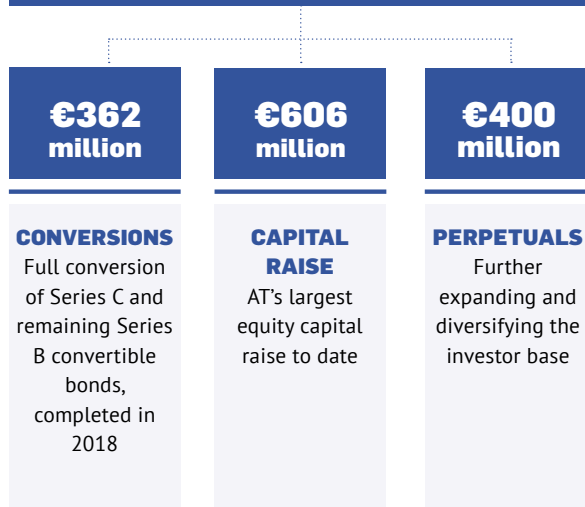 €362
million
CONVERSIONS
Full conversion
of Series C and
remaining Series
B convertible
bonds,
completed in
2018
€606
million
CAPITAL
RAISE
AT’s largest
equity capital
raise to date
€400
million
PERPETUALS
Further
expanding and
diversifying the
investor base